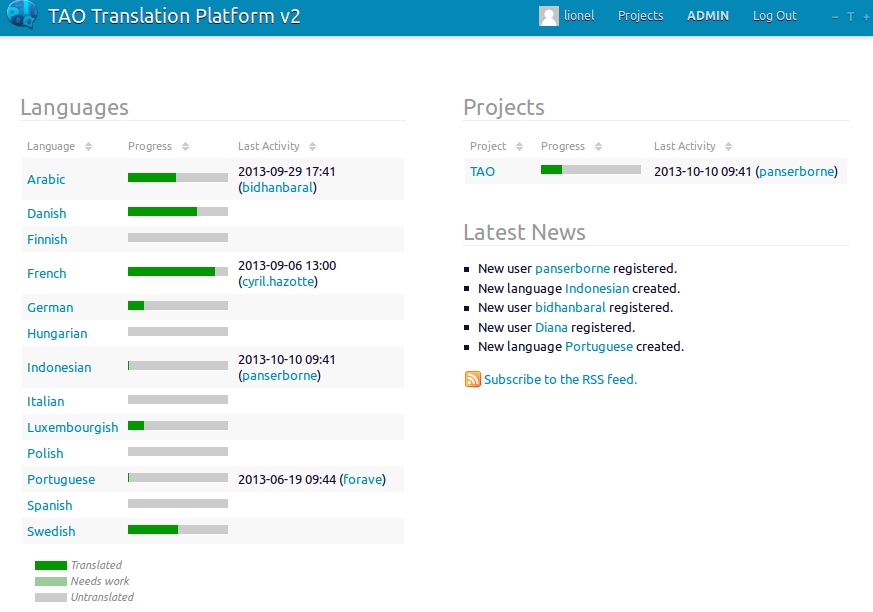 TAO Translation Platform v2
lionel Projects ADMIN Log Out − T +
Languages
Language Progress Last Activity
Arabic 2013-09-29 17:41
(bidhanbaral)
Danish
Finnish
French 2013-09-06 13:00
(cyril.hazotte)
German
Hungarian
Indonesian 2013-10-10 09:41
(panserborne)
Italian
Luxembourgish
Polish
Portuguese 2013-06-19 09:44 (forave)
Spanish
Swedish
Translated
Needs work
Untranslated
Projects
Project Progress Last Activity
TAO 2013-10-10 09:41 (panserborne)
Latest News
New user panserborne registered.
New language Indonesian created.
New user bidhanbaral registered.
New user Diana registered.
New language Portuguese created.
Subscribe to the RSS feed.